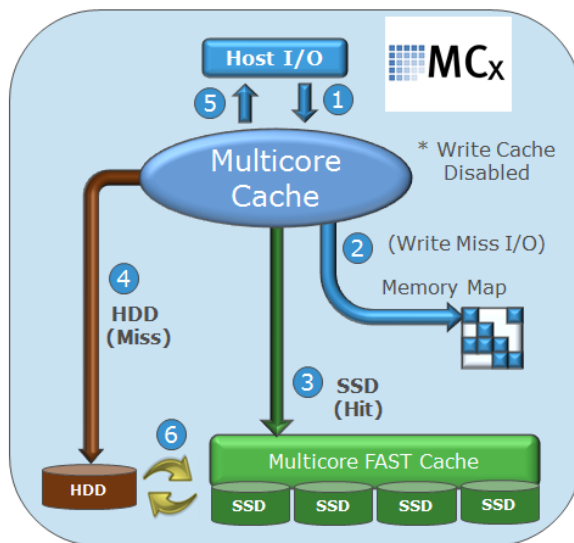 Host I/O
MCx
5
1
Multicore
Cache
* Write Cache
Disabled
2
(Write Miss I/O)
Memory Map
4
HDD
(Miss)
3
SSD
(Hit)
6
Multicore FAST Cache
HDD
SSD
SSD
SSD
SSD